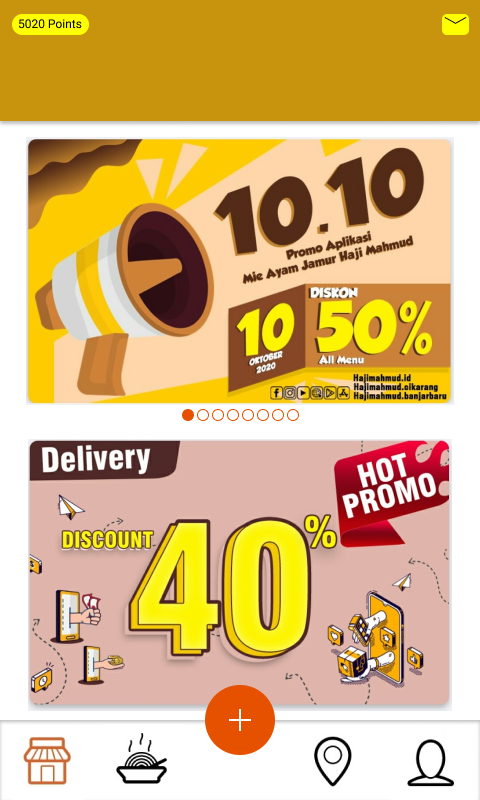 5020 Points
10.10
Promo Aplikasi
Mie Ayam Jamur Haji Mahmud
10
OKTOBER
2020
DISKON
50%
All Menu
Hajimahmud.id
Hajimahmud.cikarang
Hajimahmud.banjarbaru
Delivery
HOT
PROMO
DISCOUNT
40%